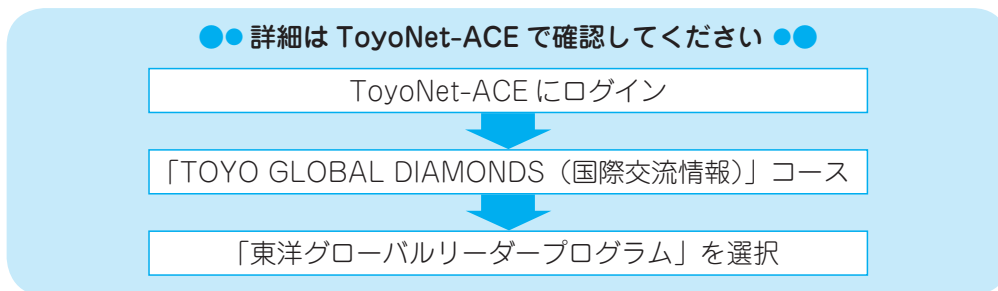 ●●詳細は ToyoNet-ACE で確認してください●●
ToyoNet-ACE にログイン
「TOYO GLOBAL DIAMONDS（国際交流情報）」コース
「東洋グローバルリーダープログラム」を選択